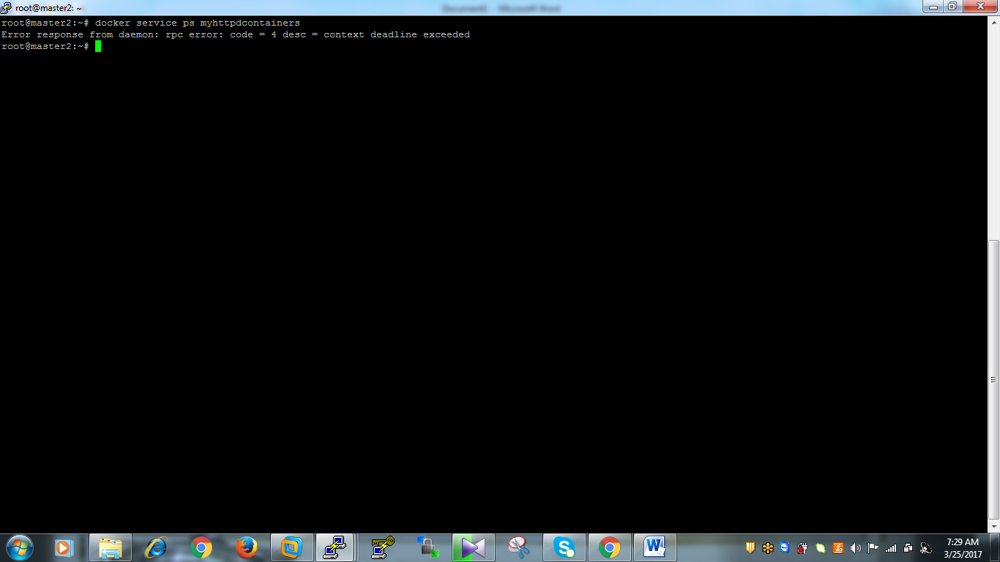 root@master2: ~
Document1 - Microsoft Word
root@master2:~# docker service ps myhttpdcontainers
Error response from daemon: rpc error: code = 4 desc = context deadline exceeded
root@master2:~#
7:29 AM
3/25/2017